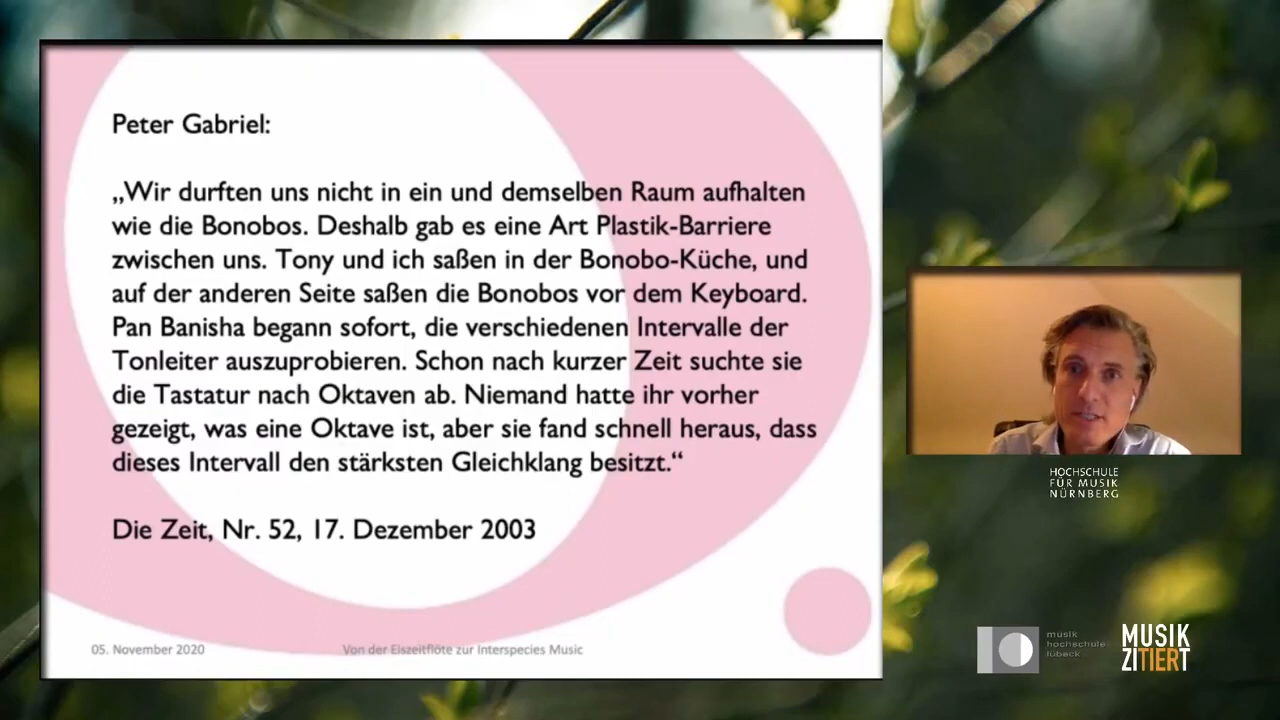 Peter Gabriel:
„Wir durften uns nicht in ein und demselben Raum aufhalten
wie die Bonobos. Deshalb gab es eine Art Plastik-Barriere
zwischen uns. Tony und ich saßen in der Bonobo-Küche, und
auf der anderen Seite saßen die Bonobos vor dem Keyboard.
Pan Banisha begann sofort, die verschiedenen Intervalle der
Tonleiter auszuprobieren. Schon nach kurzer Zeit suchte sie
die Tastatur nach Oktaven ab. Niemand hatte ihr vorher
gezeigt, was eine Oktave ist, aber sie fand schnell heraus, dass
dieses Intervall den stärksten Gleichklang besitzt.“
Die Zeit, Nr. 52, 17. Dezember 2003
05. November 2020
Von der Eiszeitflöte zur Interspecies Music
HOCHSCHULE
FÜR MUSIK
NÜRNBERG
musik
hochschule
lübeck
MUSIK
ZITIERT